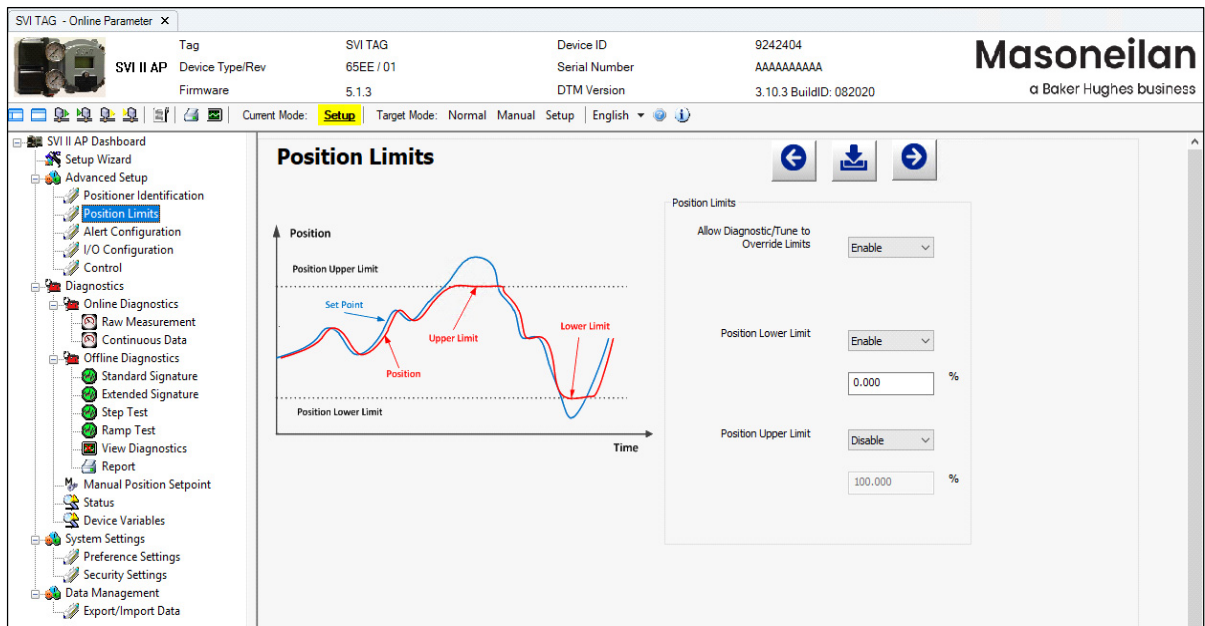 SVI TAG - Online Parameter X
SVI II AP
Tag SVI TAG Device ID 9242404
Device Type/Rev 65EE / 01 Serial Number AAAAAAAAAA
Firmware 5.1.3 DTM Version 3.10.3 BuildID: 082020
Masoneilan
a Baker Hughes business
Current Mode: Setup Target Mode: Normal Manual Setup English
SVI II AP Dashboard
Setup Wizard
Advanced Setup
Positioner Identification
Position Limits
Alert Configuration
I/O Configuration
Control
Diagnostics
Online Diagnostics
Raw Measurement
Continuous Data
Offline Diagnostics
Standard Signature
Extended Signature
Step Test
Ramp Test
View Diagnostics
Report
Manual Position Setpoint
Status
Device Variables
System Settings
Preference Settings
Security Settings
Data Management
Export/Import Data
Position Limits
Position
Position Upper Limit
Set Point
Upper Limit
Lower Limit
Position
Position Lower Limit
Time
Position Limits
Allow Diagnostic/Tune to
Override Limits
Enable
Position Lower Limit
Enable
0.000 %
Position Upper Limit
Disable
100.000 %